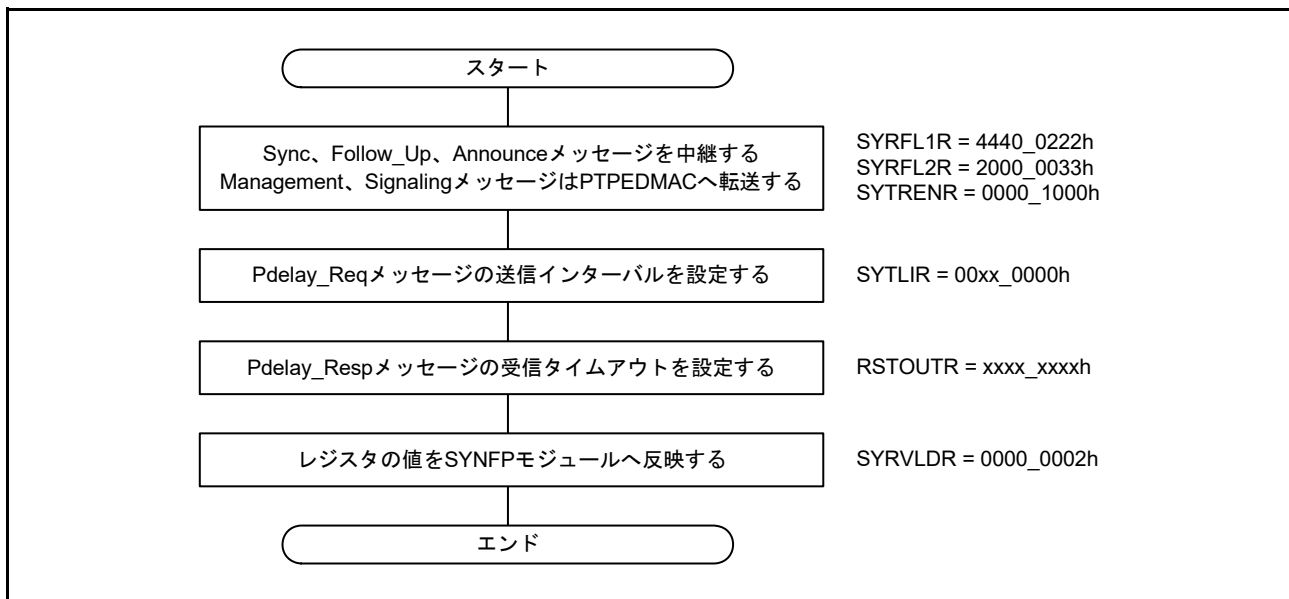 スタート
Sync、Follow_Up、Announceメッセージを中継する
Management、SignalingメッセージはPTPEDMACへ転送する
SYRFL1R = 4440_0222h
SYRFL2R = 2000_0033h
SYTRENR = 0000_1000h
Pdelay_Reqメッセージの送信インターバルを設定する
SYTLIR = 00xx_0000h
Pdelay_Respメッセージの受信タイムアウトを設定する
RSTOUTR = xxxx_xxxxh
レジスタの値をSYNFPモジュールへ反映する
SYRVLDR = 0000_0002h
エンド